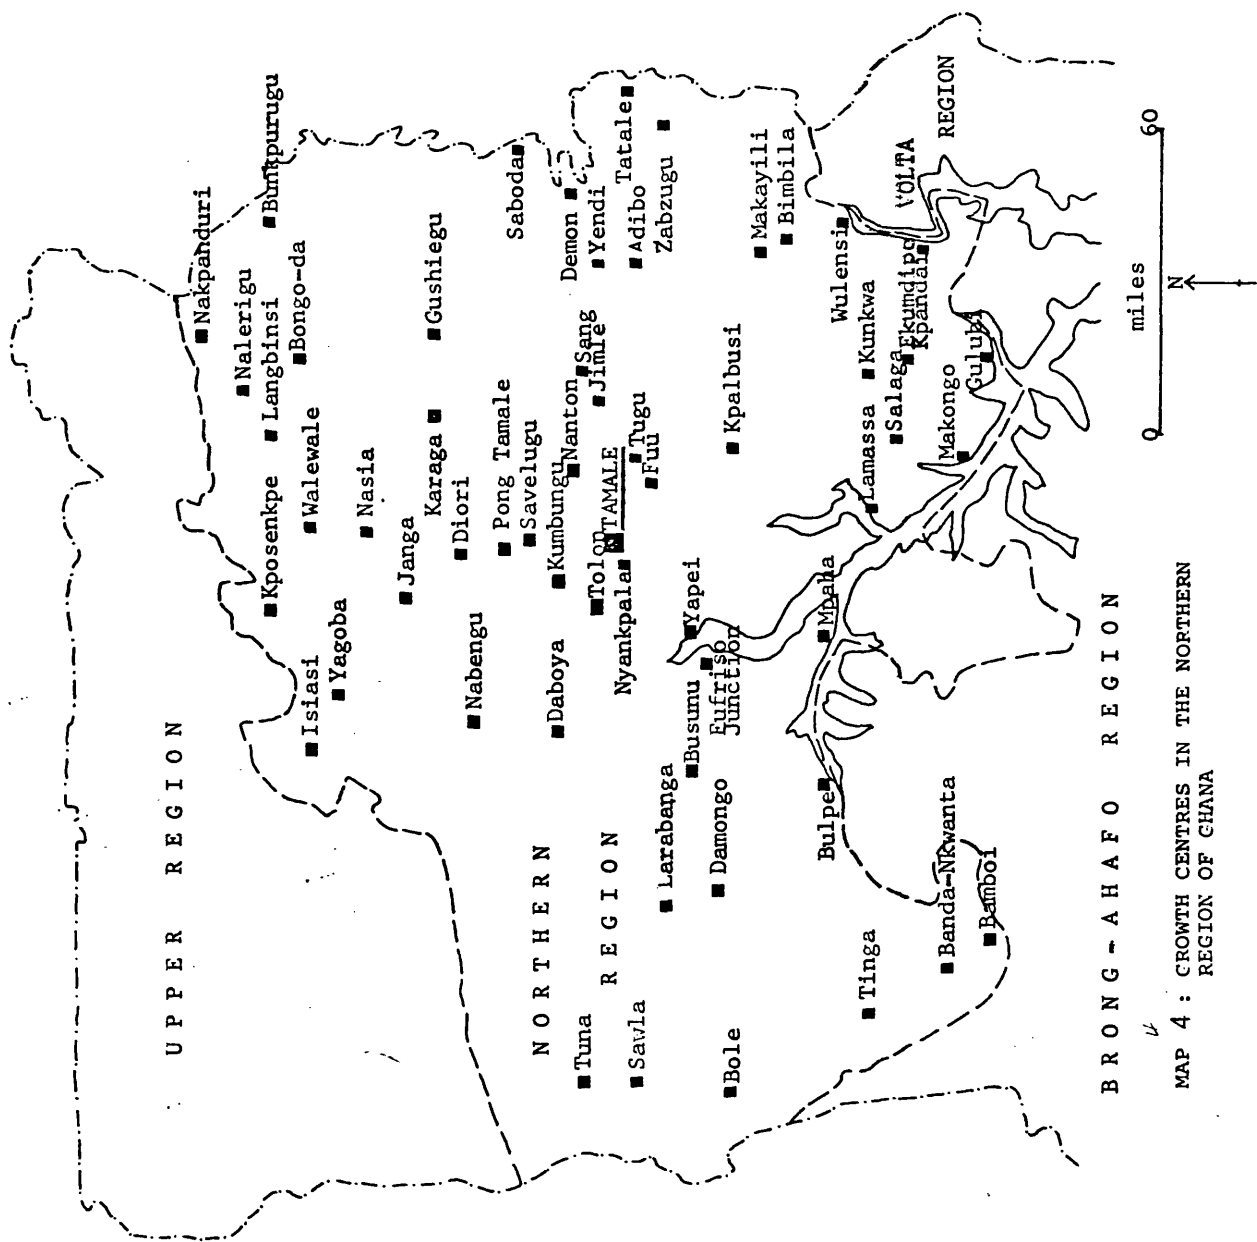 UPPER REGION
Nakpanduri
Bunkpurugu
Nalerigu
Langbinsi
Bongo-da
Kposenkpe
Walewale
Isiasi
Yagoba
Nasia
Janga
Karaga
Gushiegu
Diori
Nabengu
Pong Tamale
Savelugu
Saboda
NORTHERN
REGION
Daboya
Kumbungu
Nanton
Sang
Jimle
Demon
Yendi
Tuna
Tolon
TAMALE
Nyankpala
Tugu
Fuu
Adibo
Tatale
Zabzugu
Sawla
Larabanga
Busunu
Yapei
Fufriso
Junction
Damongo
Bole
Kpalbusi
Makayili
Bimbila
Bulpe
Mpaha
Wulensi
Lamassa
Kunkwa
Tinga
Salaga
Ekumdipe
Kpandai
VOLTA
REGION
Banda-Nkwanta
Bamboi
Makongo
Gulubi
BRONG-AHAFO REGION
0 miles 60
N
MAP 4 : GROWTH CENTRES IN THE NORTHERN
REGION OF GHANA